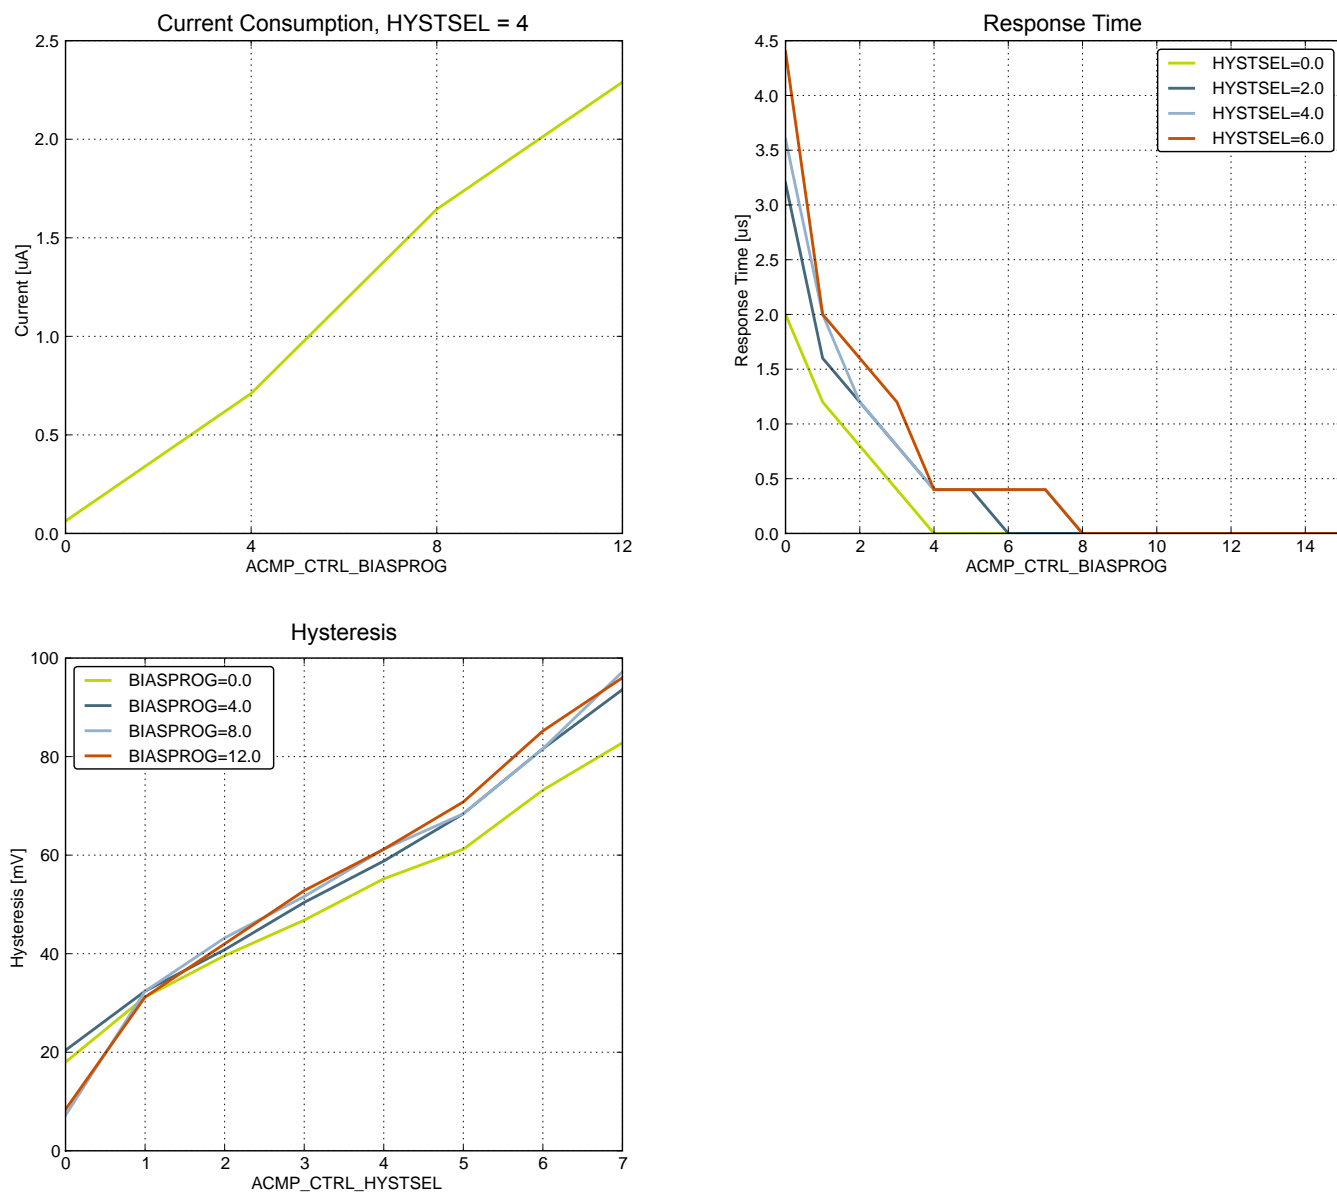 Current Consumption, HYSTSEL = 4
2.5
2.0
1.5
1.0
0.5
0.0
Current [uA]
0 4 8 12
ACMP_CTRL_BIASPROG
Response Time
4.5
4.0
3.5
3.0
2.5
2.0
1.5
1.0
0.5
0.0
Response Time [us]
HYSTSEL=0.0
HYSTSEL=2.0
HYSTSEL=4.0
HYSTSEL=6.0
0 2 4 6 8 10 12 14
ACMP_CTRL_BIASPROG
Hysteresis
100
80
60
40
20
0
Hysteresis [mV]
BIASPROG=0.0
BIASPROG=4.0
BIASPROG=8.0
BIASPROG=12.0
0 1 2 3 4 5 6 7
ACMP_CTRL_HYSTSEL